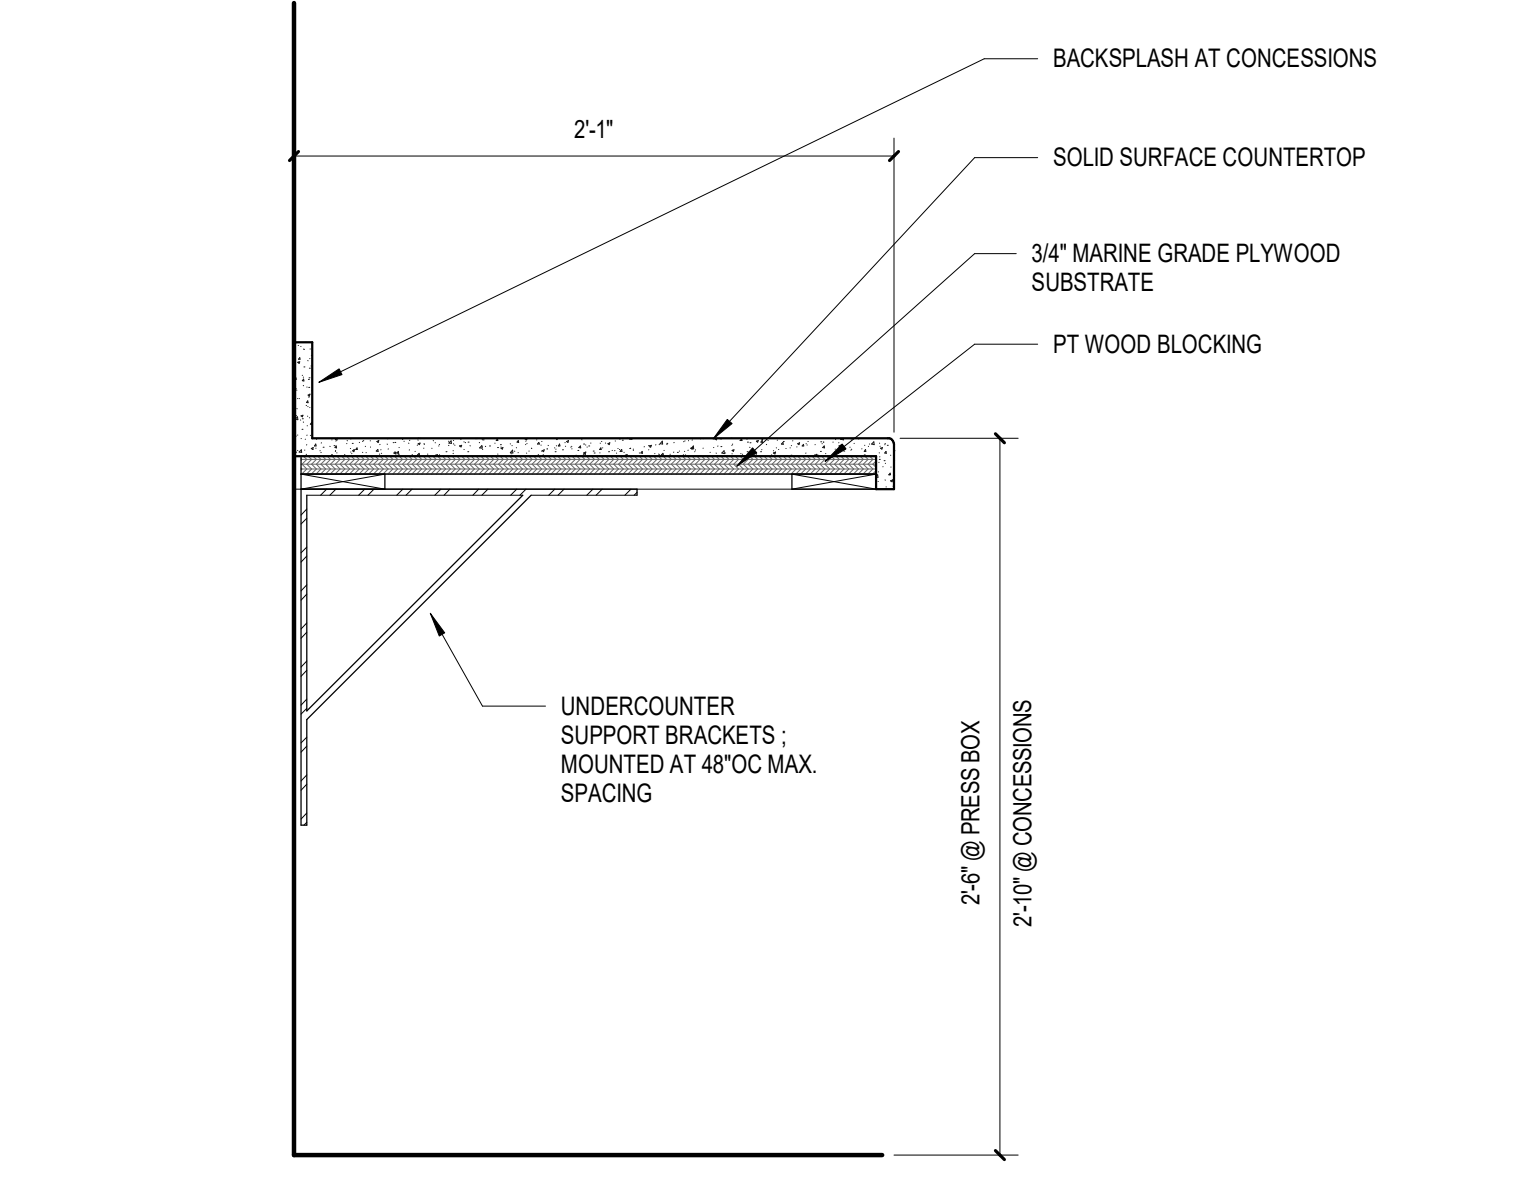 BACKSPLASH AT CONCESSIONS
2'-1"
SOLID SURFACE COUNTERTOP
3/4" MARINE GRADE PLYWOOD
SUBSTRATE
PT WOOD BLOCKING
UNDERCOUNTER
SUPPORT BRACKETS ;
MOUNTED AT 48"OC MAX.
SPACING
2'-6" @ PRESS BOX
2'-10" @ CONCESSIONS